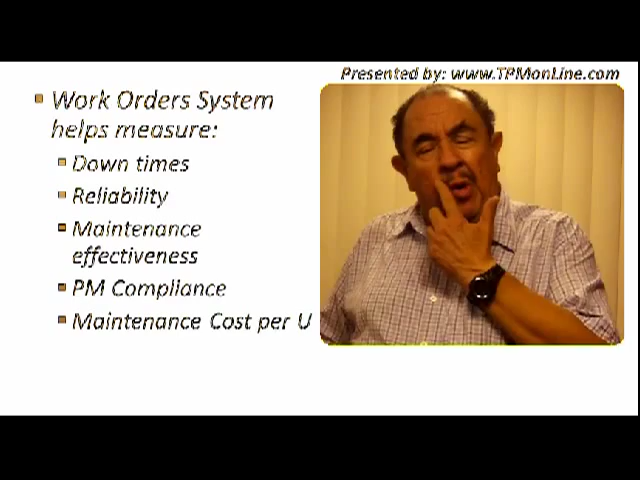 Presented by: www.TPMonLine.com
Work Orders System
helps measure:
Down times
Reliability
Maintenance
effectiveness
PM Compliance
Maintenance Cost per U